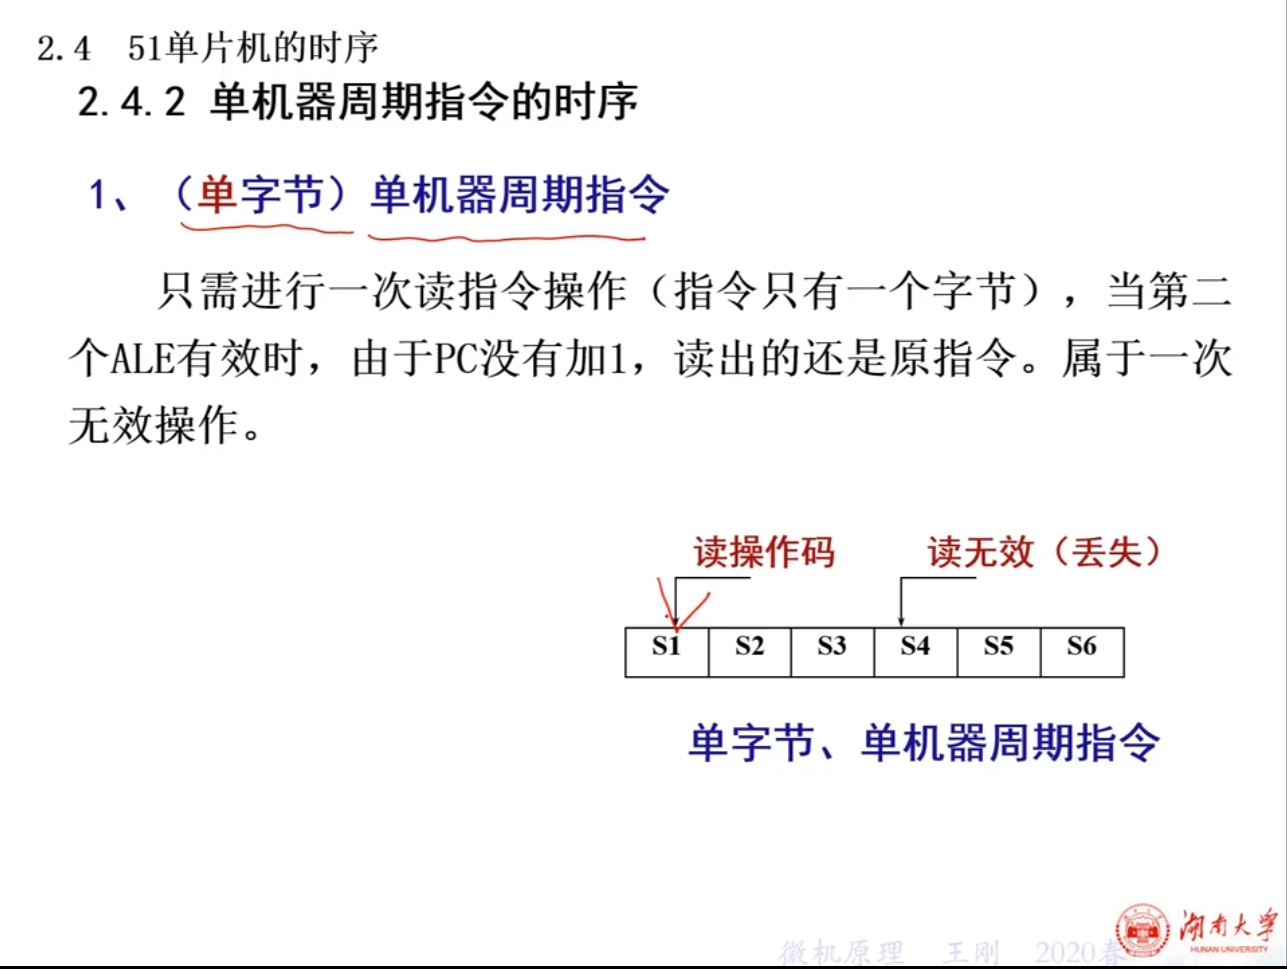 2.4 51单片机的时序
2.4.2 单机器周期指令的时序
1、（单字节）单机器周期指令
只需进行一次读指令操作（指令只有一个字节），当第二
个ALE有效时，由于PC没有加1，读出的还是原指令。属于一次
无效操作。
读操作码 读无效（丢失）
S1 S2 S3 S4 S5 S6
单字节、单机器周期指令
湖南大学
HUNAN UNIVERSITY
微机原理 王刚 2020春